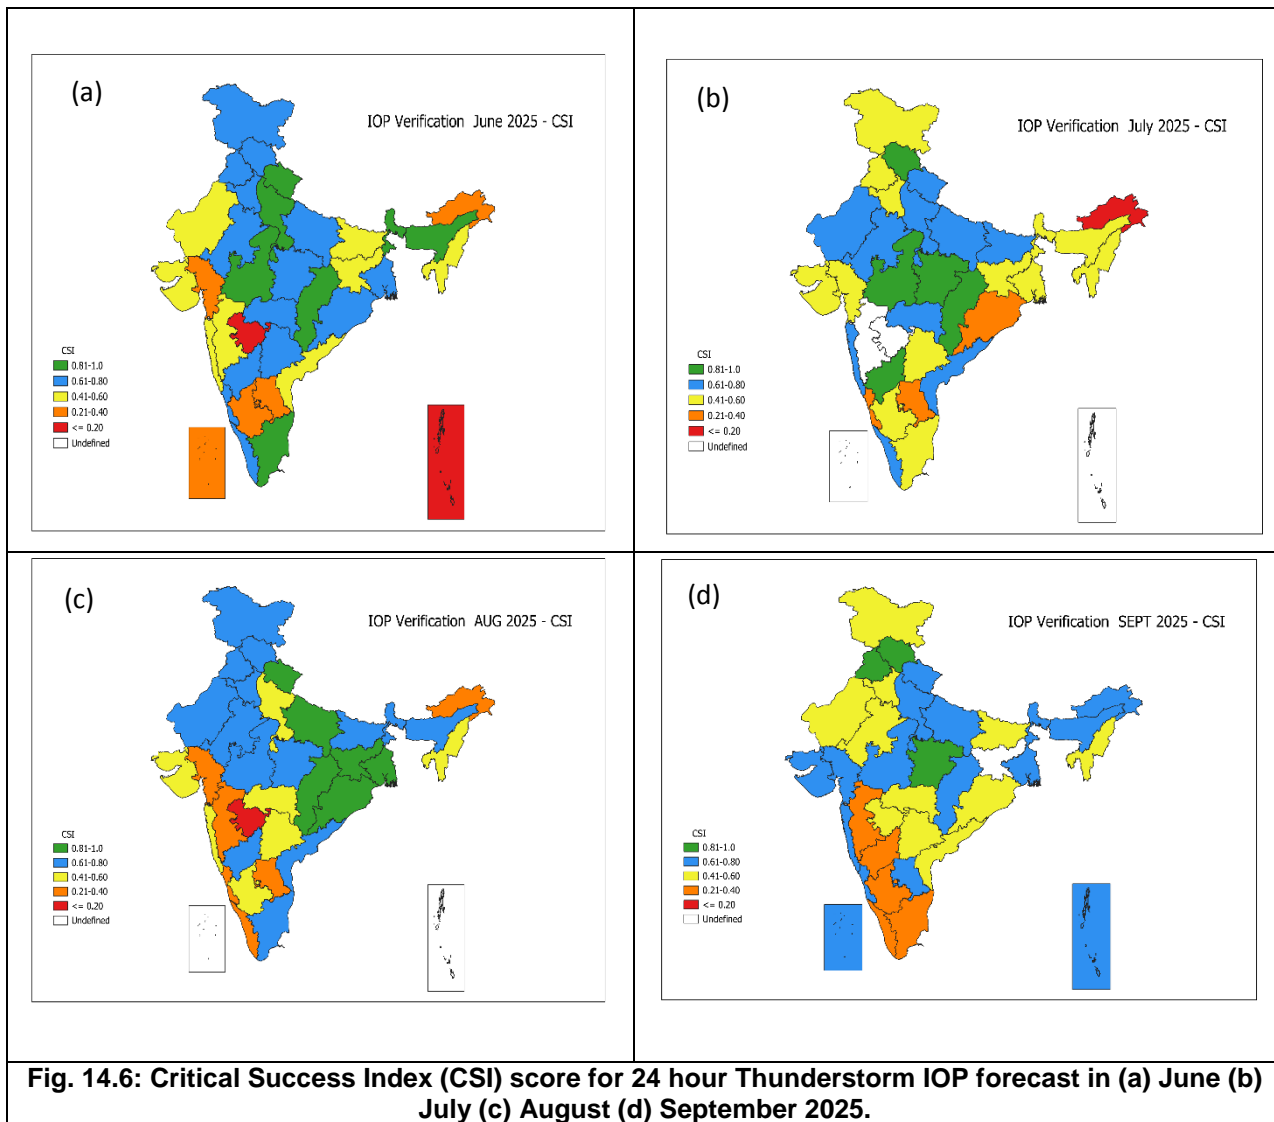 (a)
IOP Verification June 2025 - CSI
CSI
0.81-1.0
0.61-0.80
0.41-0.60
0.21-0.40
<= 0.20
Undefined
(b)
IOP Verification July 2025 - CSI
CSI
0.81-1.0
0.61-0.80
0.41-0.60
0.21-0.40
<= 0.20
Undefined
(c)
IOP Verification AUG 2025 - CSI
CSI
0.81-1.0
0.61-0.80
0.41-0.60
0.21-0.40
<= 0.20
Undefined
(d)
IOP Verification SEPT 2025 - CSI
CSI
0.81-1.0
0.61-0.80
0.41-0.60
0.21-0.40
<= 0.20
Undefined
Fig. 14.6: Critical Success Index (CSI) score for 24 hour Thunderstorm IOP forecast in (a) June (b)
July (c) August (d) September 2025.